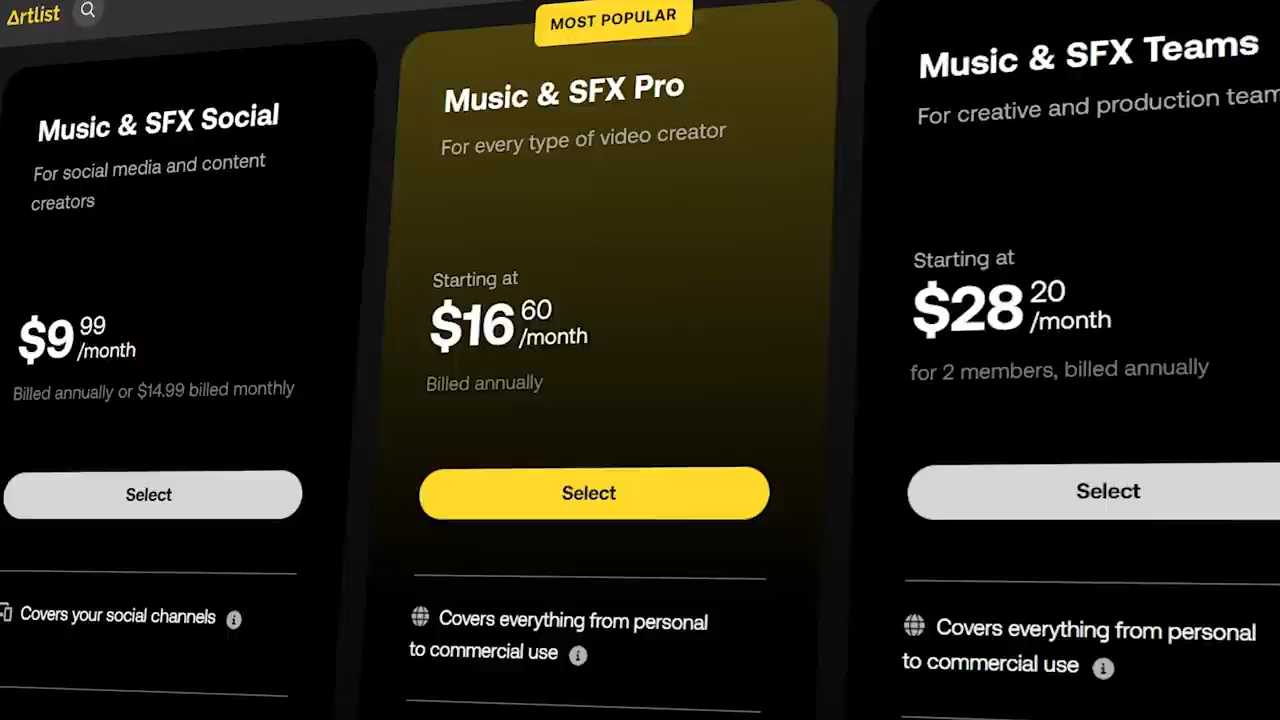 Artlist
Music & SFX Social
For social media and content
creators
$9 99
/month
Billed annually or $14.99 billed monthly
Select
Covers your social channels
MOST POPULAR
Music & SFX Pro
For every type of video creator
Starting at
$16 60
/month
Billed annually
Select
Covers everything from personal
to commercial use
Music & SFX Teams
For creative and production team
Starting at
$28 20
/month
for 2 members, billed annually
Select
Covers everything from personal
to commercial use